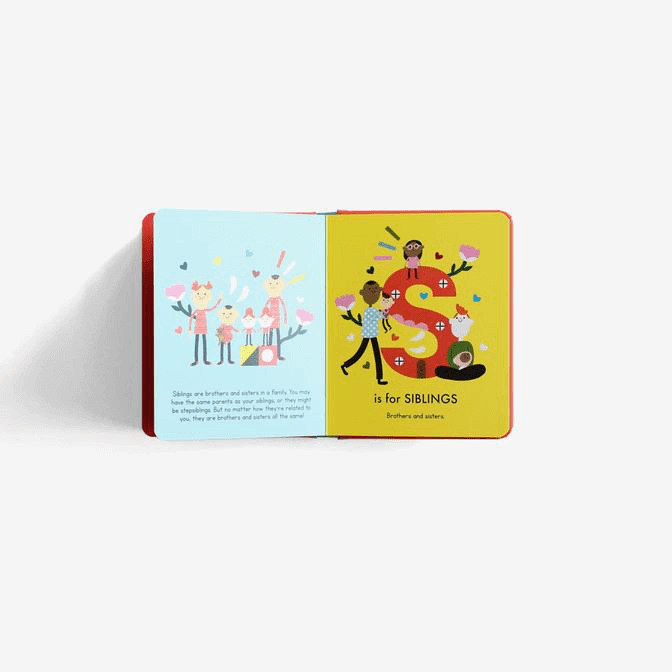 Siblings are brothers and sisters in a family. You may
have the same parents as your siblings, or they might
be stepsiblings. But no matter how they're related to
you, they are brothers and sisters all the same!
S
is for SIBLINGS
Brothers and sisters.